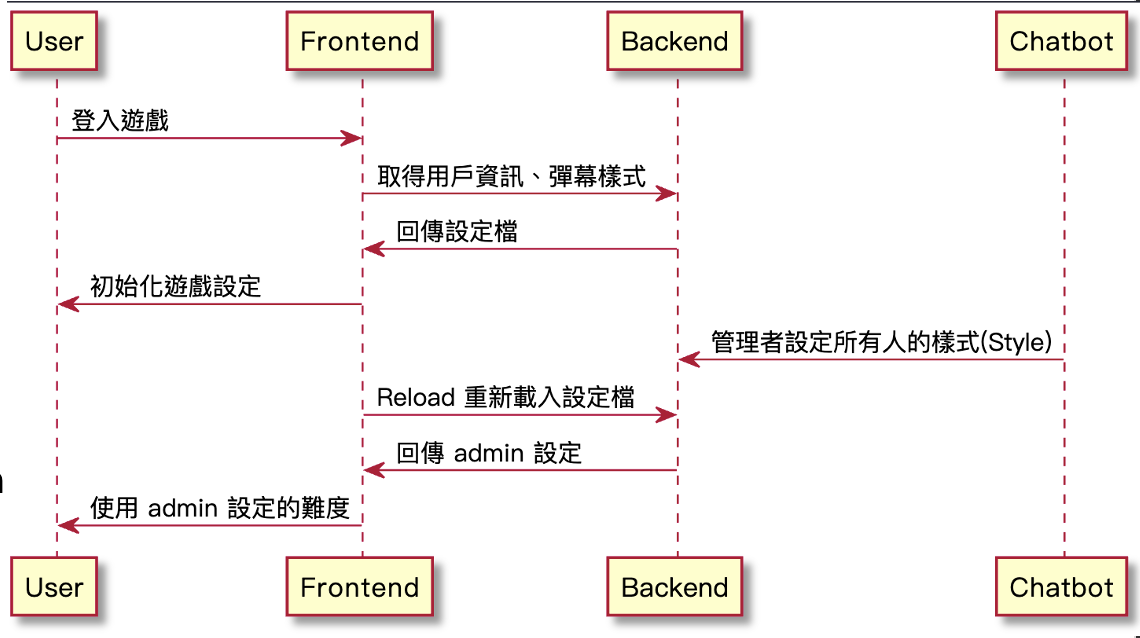 User
Frontend
Backend
Chatbot
登入遊戲
取得用戶資訊、彈幕樣式
回傳設定檔
初始化遊戲設定
管理者設定所有人的樣式(Style)
Reload 重新載入設定檔
回傳 admin 設定
使用 admin 設定的難度
User
Frontend
Backend
Chatbot